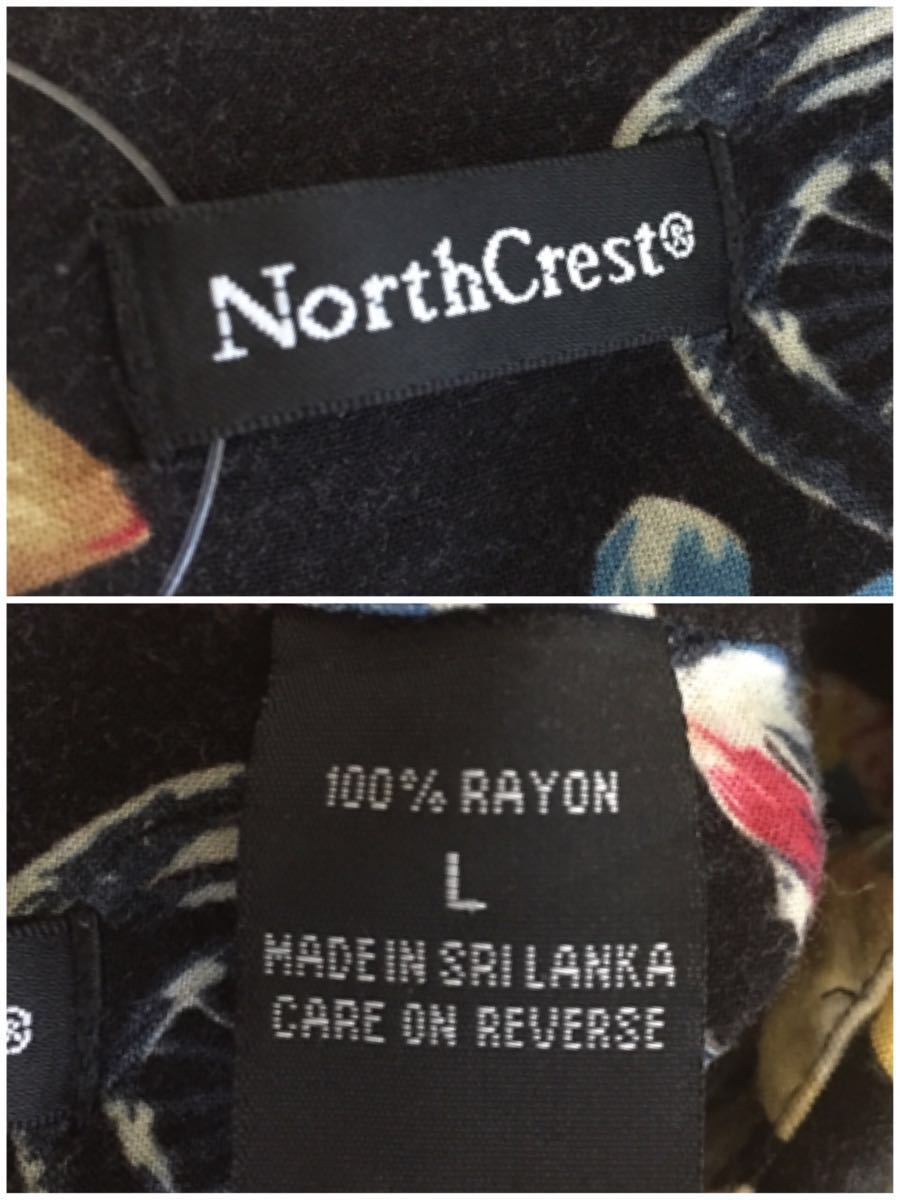 NorthCrest®
100% RAYON
L
MADE IN SRI LANKA
CARE ON REVERSE
®